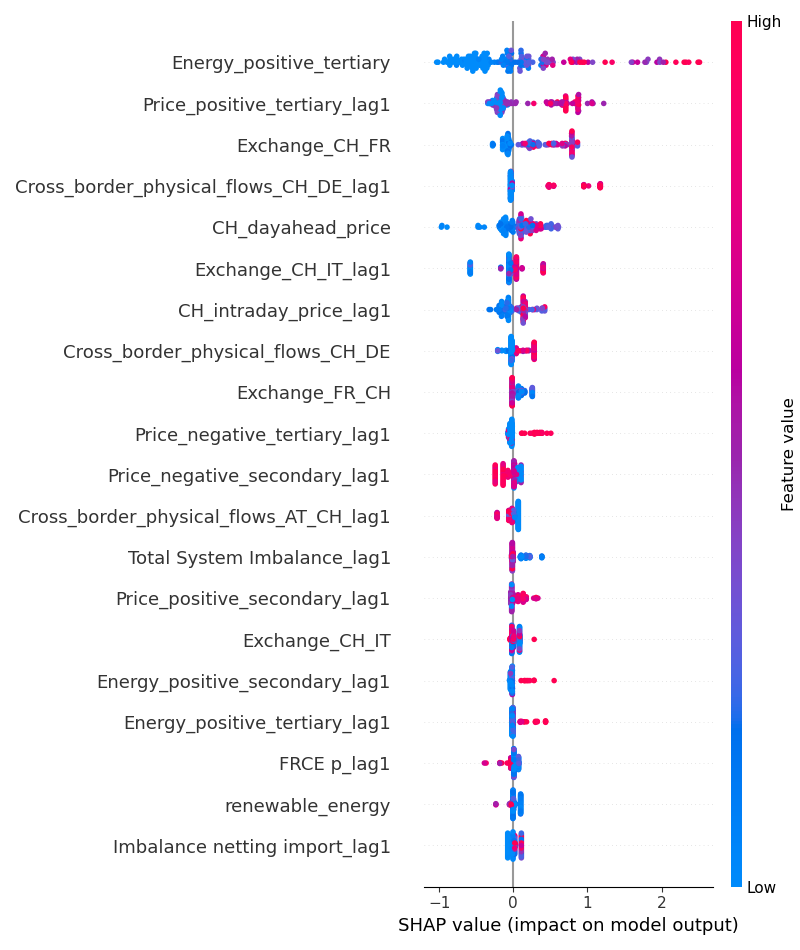 High
Energy_positive_tertiary
Price_positive_tertiary_lag1
Exchange_CH_FR
Cross_border_physical_flows_CH_DE_lag1
CH_dayahead_price
Exchange_CH_IT_lag1
CH_intraday_price_lag1
Cross_border_physical_flows_CH_DE
Exchange_FR_CH
Price_negative_tertiary_lag1
Price_negative_secondary_lag1
Cross_border_physical_flows_AT_CH_lag1
Total System Imbalance_lag1
Price_positive_secondary_lag1
Exchange_CH_IT
Energy_positive_secondary_lag1
Energy_positive_tertiary_lag1
FRCE p_lag1
renewable_energy
Imbalance netting import_lag1
Feature value
Low
−1 0 1 2
SHAP value (impact on model output)